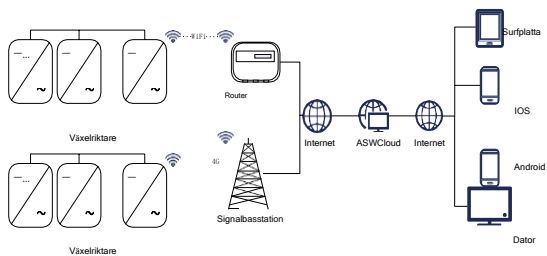 WiFi
Surfplatta
Router
Växelriktare
IOS
Internet
ASWCloud
Internet
4G
Android
Signalbasstation
Dator
Växelriktare